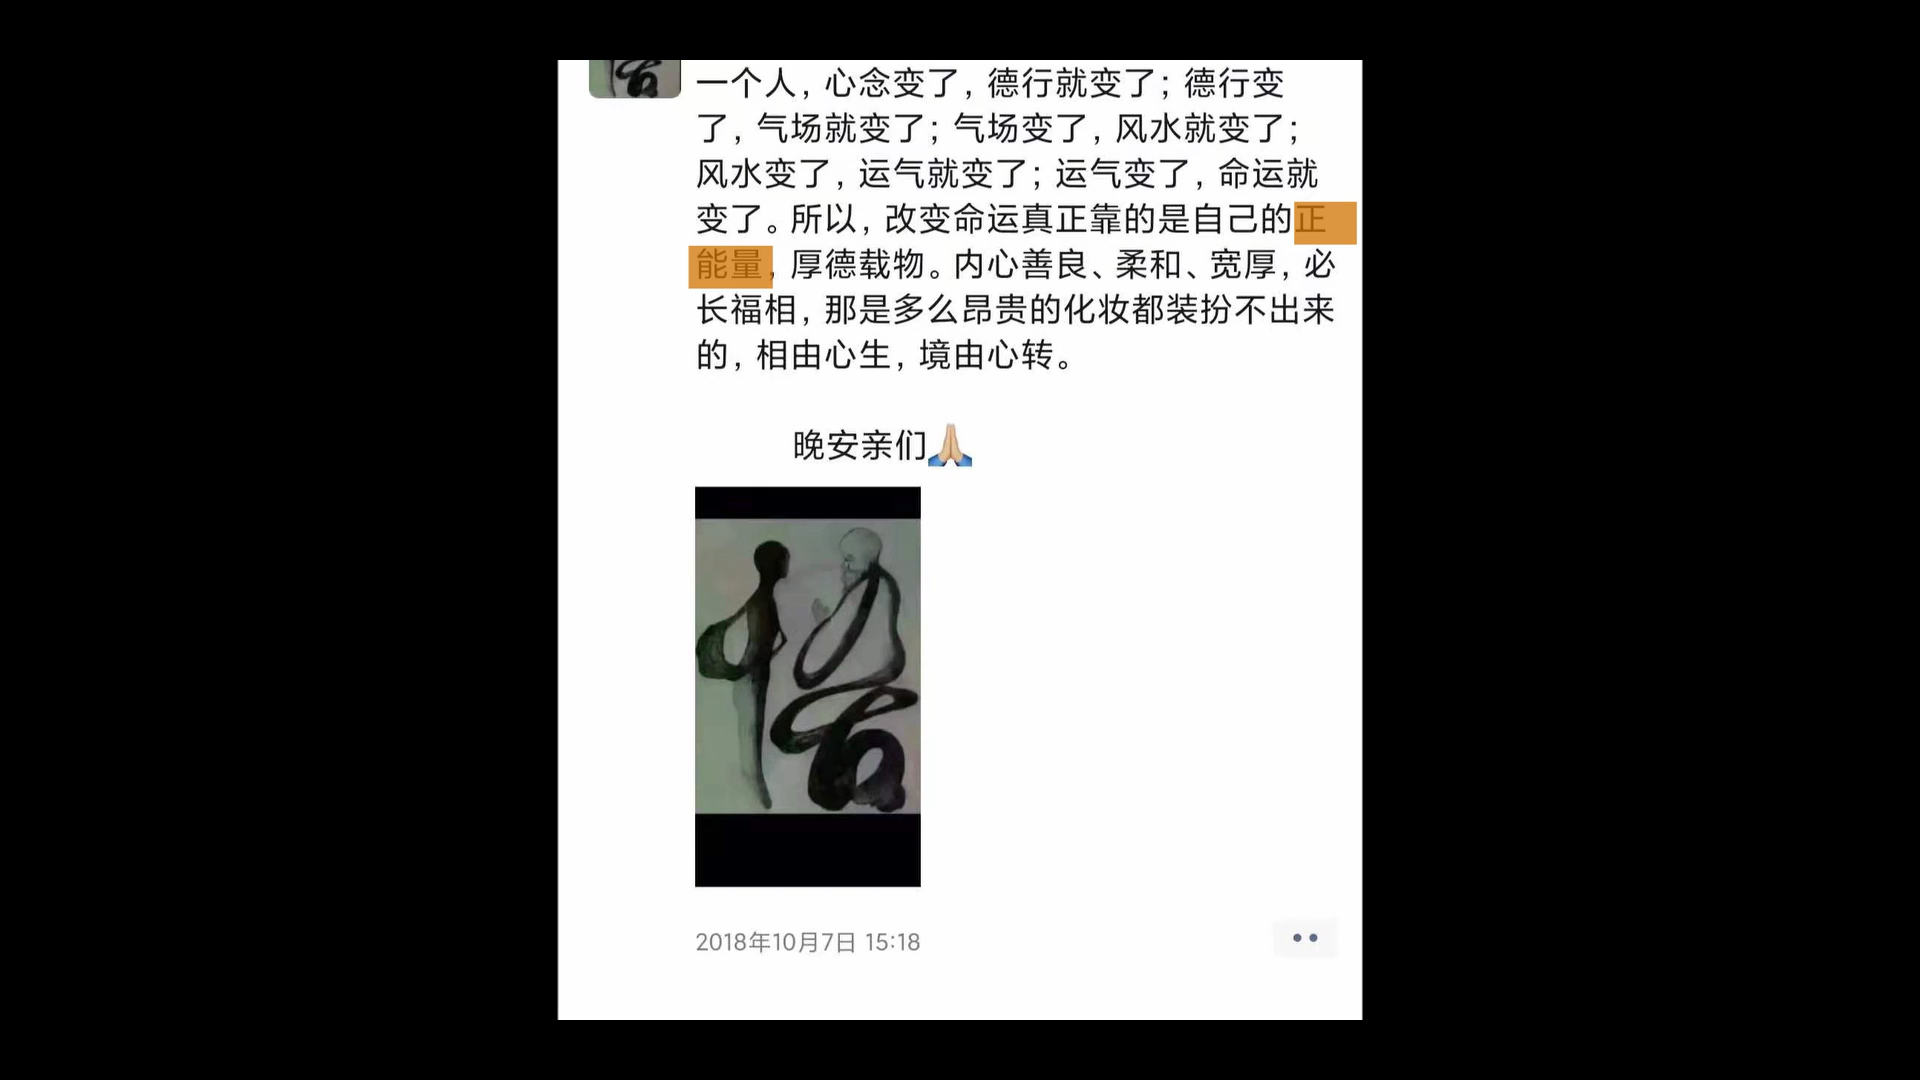 一个人，心念变了，德行就变了；德行变
了，气场就变了；气场变了，风水就变了；
风水变了，运气就变了；运气变了，命运就
变了。所以，改变命运真正靠的是自己的正
能量，厚德载物。内心善良、柔和、宽厚，必
长福相，那是多么昂贵的化妆都装扮不出来
的，相由心生，境由心转。
晚安亲们🙏🏼
悟
2018年10月7日 15:18